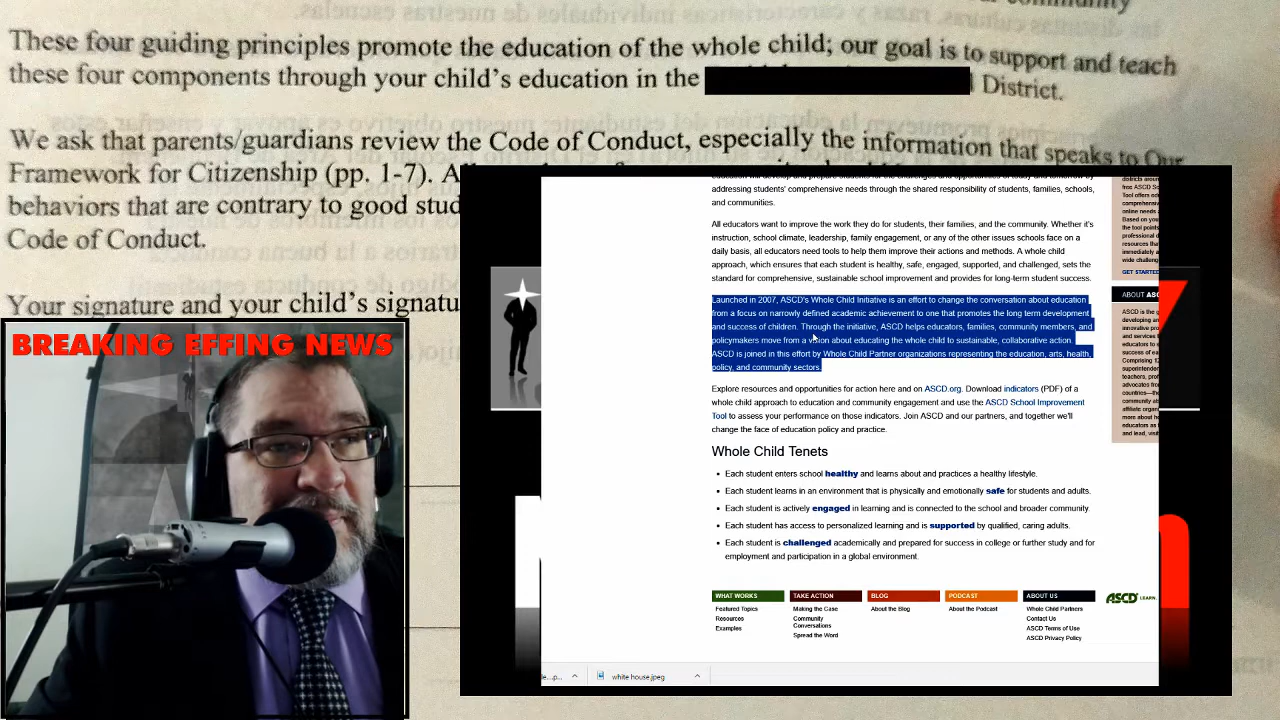 These four guiding principles promote the education of the whole child; our goal is to support and teach
these four components through your child's education in the
District.
We ask that parents/guardians review the Code of Conduct, especially the information that speaks to Our
Framework for Citizenship (pp. 1-7). A
behaviors that are contrary to good stud
Code of Conduct.
Your signature and your child's signatu
BREAKING EFFING NEWS
addressing students' comprehensive needs through the shared responsibility of students, families, schools,
and communities.
All educators want to improve the work they do for students, their families, and the community. Whether it's
instruction, school climate, leadership, family engagement, or any of the other issues schools face on a
daily basis, all educators need tools to help them improve their actions and methods. A whole child
approach, which ensures that each student is healthy, safe, engaged, supported, and challenged, sets the
standard for comprehensive, sustainable school improvement and provides for long-term student success.
Launched in 2007, ASCD's Whole Child Initiative is an effort to change the conversation about education
from a focus on narrowly defined academic achievement to one that promotes the long term development
and success of children. Through the initiative, ASCD helps educators, families, community members, and
policymakers move from a vision about educating the whole child to sustainable, collaborative action.
ASCD is joined in this effort by Whole Child Partner organizations representing the education, arts, health,
policy, and community sectors.
Explore resources and opportunities for action here and on ASCD.org. Download indicators (PDF) of a
whole child approach to education and community engagement and use the ASCD School Improvement
Tool to assess your performance on those indicators. Join ASCD and our partners, and together we'll
change the face of education policy and practice.
Whole Child Tenets
Each student enters school healthy and learns about and practices a healthy lifestyle.
Each student learns in an environment that is physically and emotionally safe for students and adults.
Each student is actively engaged in learning and is connected to the school and broader community.
Each student has access to personalized learning and is supported by qualified, caring adults.
Each student is challenged academically and prepared for success in college or further study and for
employment and participation in a global environment.
GET STARTED
ABOUT ASC
WHAT WORKS
Featured Topics
Resources
Examples
TAKE ACTION
Making the Case
Community
Conversations
Spread the Word
BLOG
About the Blog
PODCAST
About the Podcast
ABOUT US
Whole Child Partners
Contact Us
ASCD Terms of Use
ASCD Privacy Policy
ASCD LEARN.
white house.jpeg